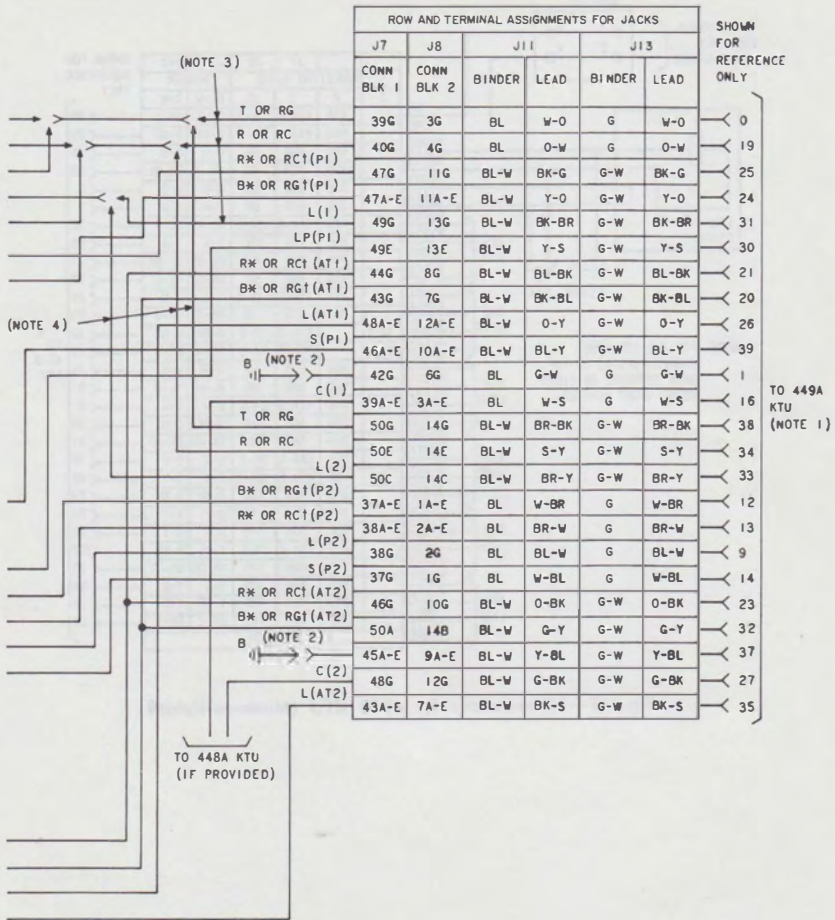 ROW AND TERMINAL ASSIGNMENTS FOR JACKS
SHOWN
FOR
REFERENCE
ONLY
J7 J8 J11 J13
CONN BLK 1 CONN BLK 2 BINDER LEAD BINDER LEAD
(NOTE 3)
T OR RG 39G 3G BL W-O G W-O 0
R OR RC 40G 4G BL O-W G O-W 19
R* OR RC†(P1) 47G 11G BL-W BK-G G-W BK-G 25
B* OR RG†(P1) 47A-E 11A-E BL-W Y-O G-W Y-O 24
L(1) 49G 13G BL-W BK-BR G-W BK-BR 31
LP(P1) 49E 13E BL-W Y-S G-W Y-S 30
R* OR RC†(AT1) 44G 8G BL-W BL-BK G-W BL-BK 21
B* OR RG†(AT1) 43G 7G BL-W BK-BL G-W BK-BL 20
(NOTE 4)
L(AT1) 48A-E 12A-E BL-W O-Y G-W O-Y 26
S(P1) 46A-E 10A-E BL-W BL-Y G-W BL-Y 39
B (NOTE 2) 42G 6G BL G-W G G-W 1
C(1) 39A-E 3A-E BL W-S G W-S 16
T OR RG 50G 14G BL-W BR-BK G-W BR-BK 38
R OR RC 50E 14E BL-W S-Y G-W S-Y 34
L(2) 50C 14C BL-W BR-Y G-W BR-Y 33
B* OR RG†(P2) 37A-E 1A-E BL W-BR G W-BR 12
R* OR RC†(P2) 38A-E 2A-E BL BR-W G BR-W 13
L(P2) 38G 2G BL BL-W G BL-W 9
S(P2) 37G 1G BL W-BL G W-BL 14
R* OR RC†(AT2) 46G 10G BL-W O-BK G-W O-BK 23
B* OR RG†(AT2) 50A 14B BL-W G-Y G-W G-Y 32
B (NOTE 2) 45A-E 9A-E BL-W Y-BL G-W Y-BL 37
C(2) 48G 12G BL-W G-BK G-W G-BK 27
L(AT2) 43A-E 7A-E BL-W BK-S G-W BK-S 35
TO 449A
KTU
(NOTE 1)
TO 448A KTU
(IF PROVIDED)